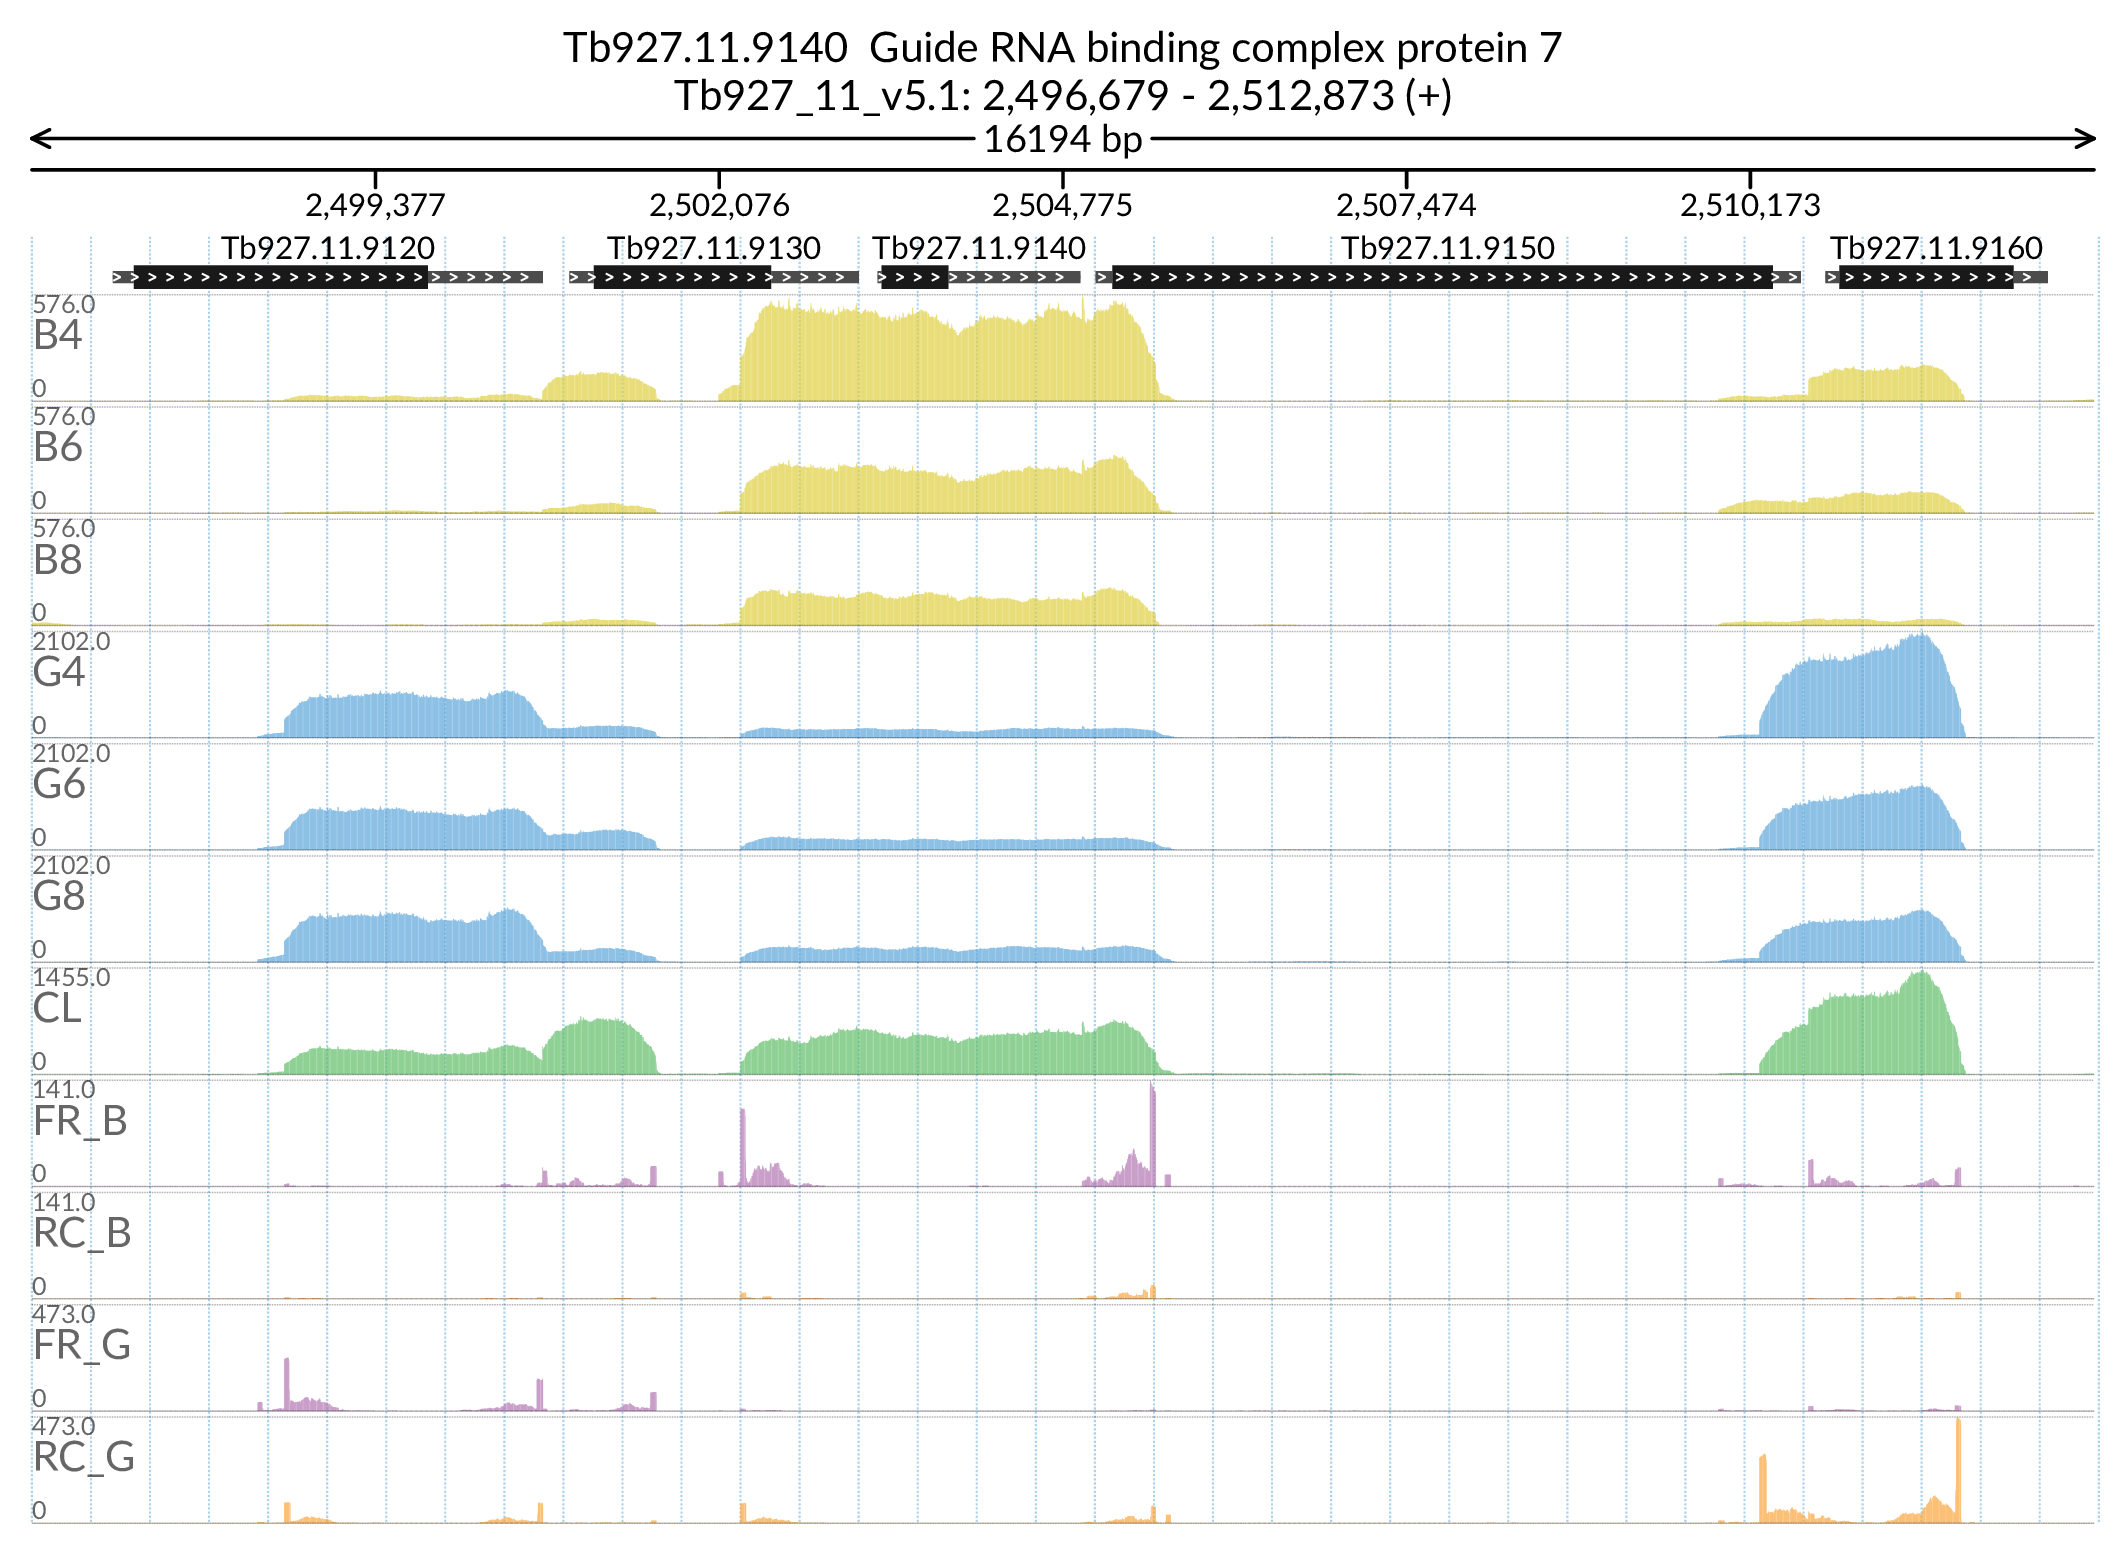 Tb927.11.9140  Guide RNA binding complex protein 7
Tb927_11_v5.1: 2,496,679 - 2,512,873 (+)
16194 bp
2,499,377 2,502,076 2,504,775 2,507,474 2,510,173
Tb927.11.9120 Tb927.11.9130 Tb927.11.9140 Tb927.11.9150 Tb927.11.9160
576.0
B4
0
576.0
B6
0
576.0
B8
0
2102.0
G4
0
2102.0
G6
0
2102.0
G8
0
1455.0
CL
0
141.0
FR_B
0
141.0
RC_B
0
473.0
FR_G
0
473.0
RC_G
0